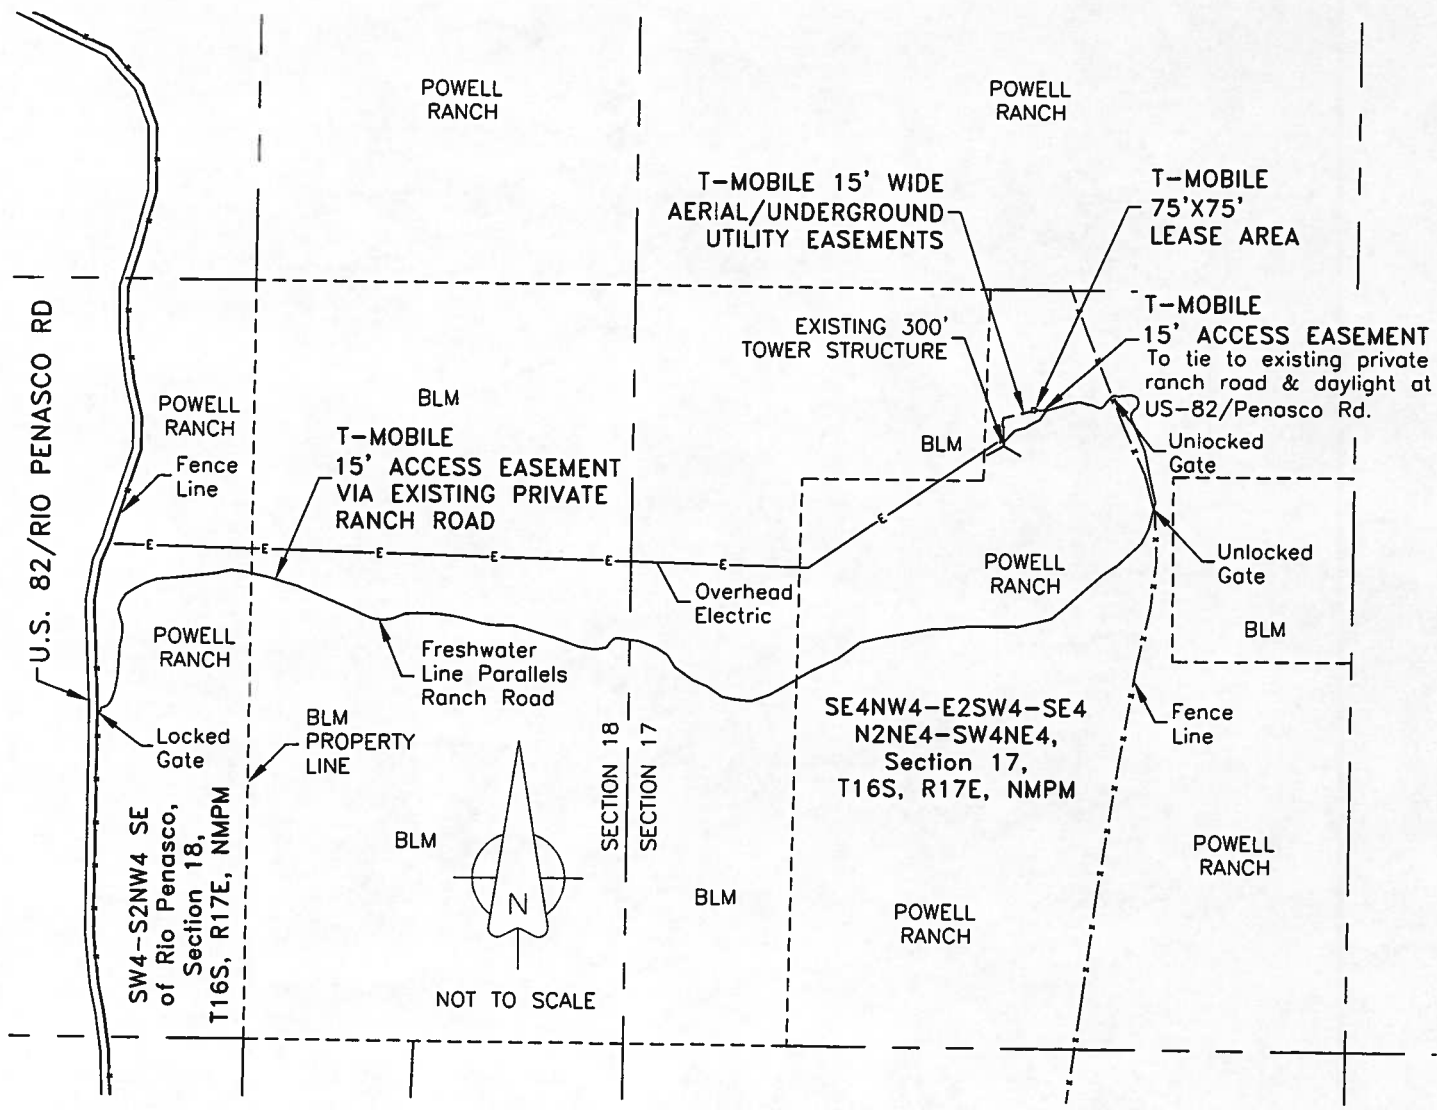 POWELL
RANCH
POWELL
RANCH
T-MOBILE 15' WIDE
AERIAL/UNDERGROUND
UTILITY EASEMENTS
T-MOBILE
75'X75'
LEASE AREA
T-MOBILE
15' ACCESS EASEMENT
To tie to existing private
ranch road & daylight at
US-82/Penasco Rd.
EXISTING 300'
TOWER STRUCTURE
U.S. 82/RIO PENASCO RD
POWELL
RANCH
Fence
Line
BLM
T-MOBILE
15' ACCESS EASEMENT
VIA EXISTING PRIVATE
RANCH ROAD
BLM
Unlocked
Gate
E
E
E
E
E
E
E
Overhead
Electric
POWELL
RANCH
Unlocked
Gate
BLM
POWELL
RANCH
Freshwater
Line Parallels
Ranch Road
Locked
Gate
BLM
PROPERTY
LINE
SECTION 18
SECTION 17
SE4NW4-E2SW4-SE4
N2NE4-SW4NE4,
Section 17,
T16S, R17E, NMPM
Fence
Line
SW4-S2NW4 SE
of Rio Penasco,
Section 18,
T16S, R17E, NMPM
BLM
N
NOT TO SCALE
BLM
POWELL
RANCH
POWELL
RANCH